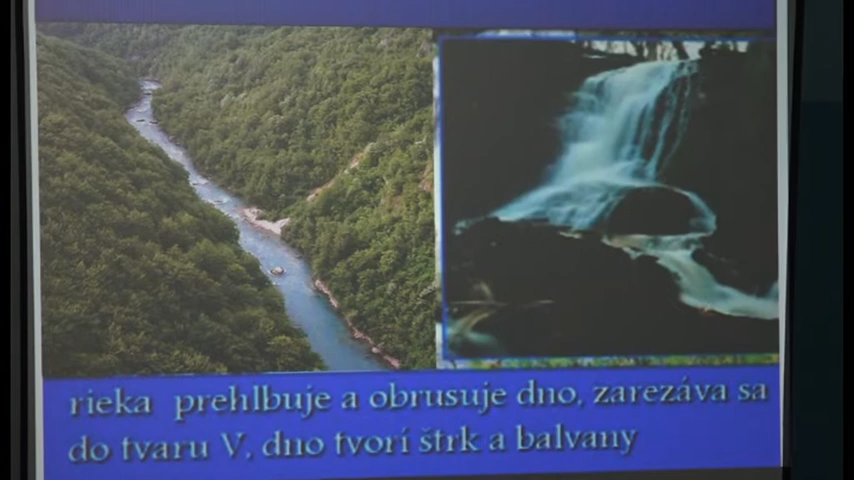 rieka prehlbuje a obrusuje dno, zarezáva sa
do tvaru V, dno tvorí štrk a balvany